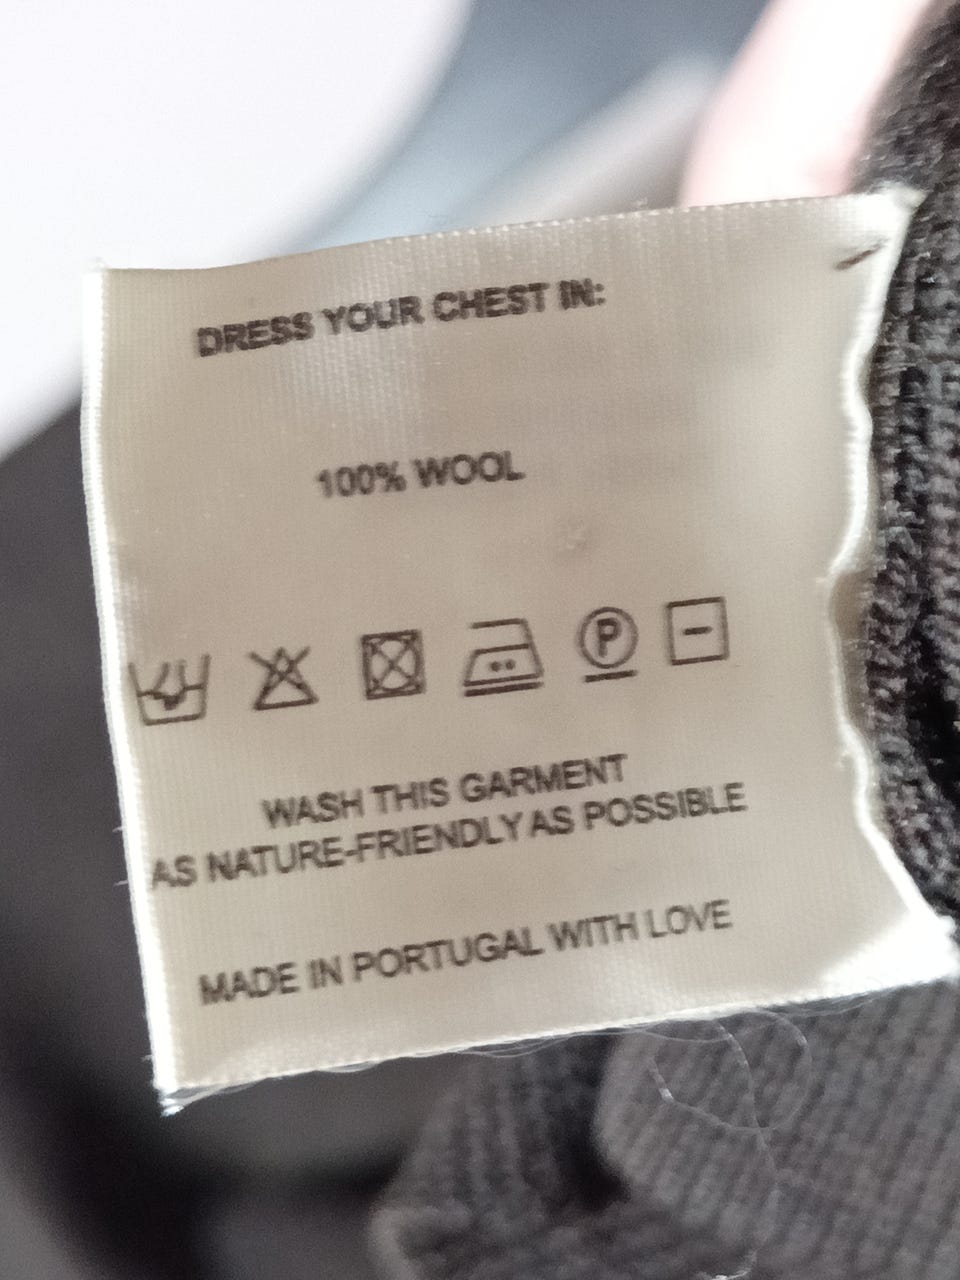 DRESS YOUR CHEST IN:
100% WOOL
P
WASH THIS GARMENT
AS NATURE-FRIENDLY AS POSSIBLE
MADE IN PORTUGAL WITH LOVE